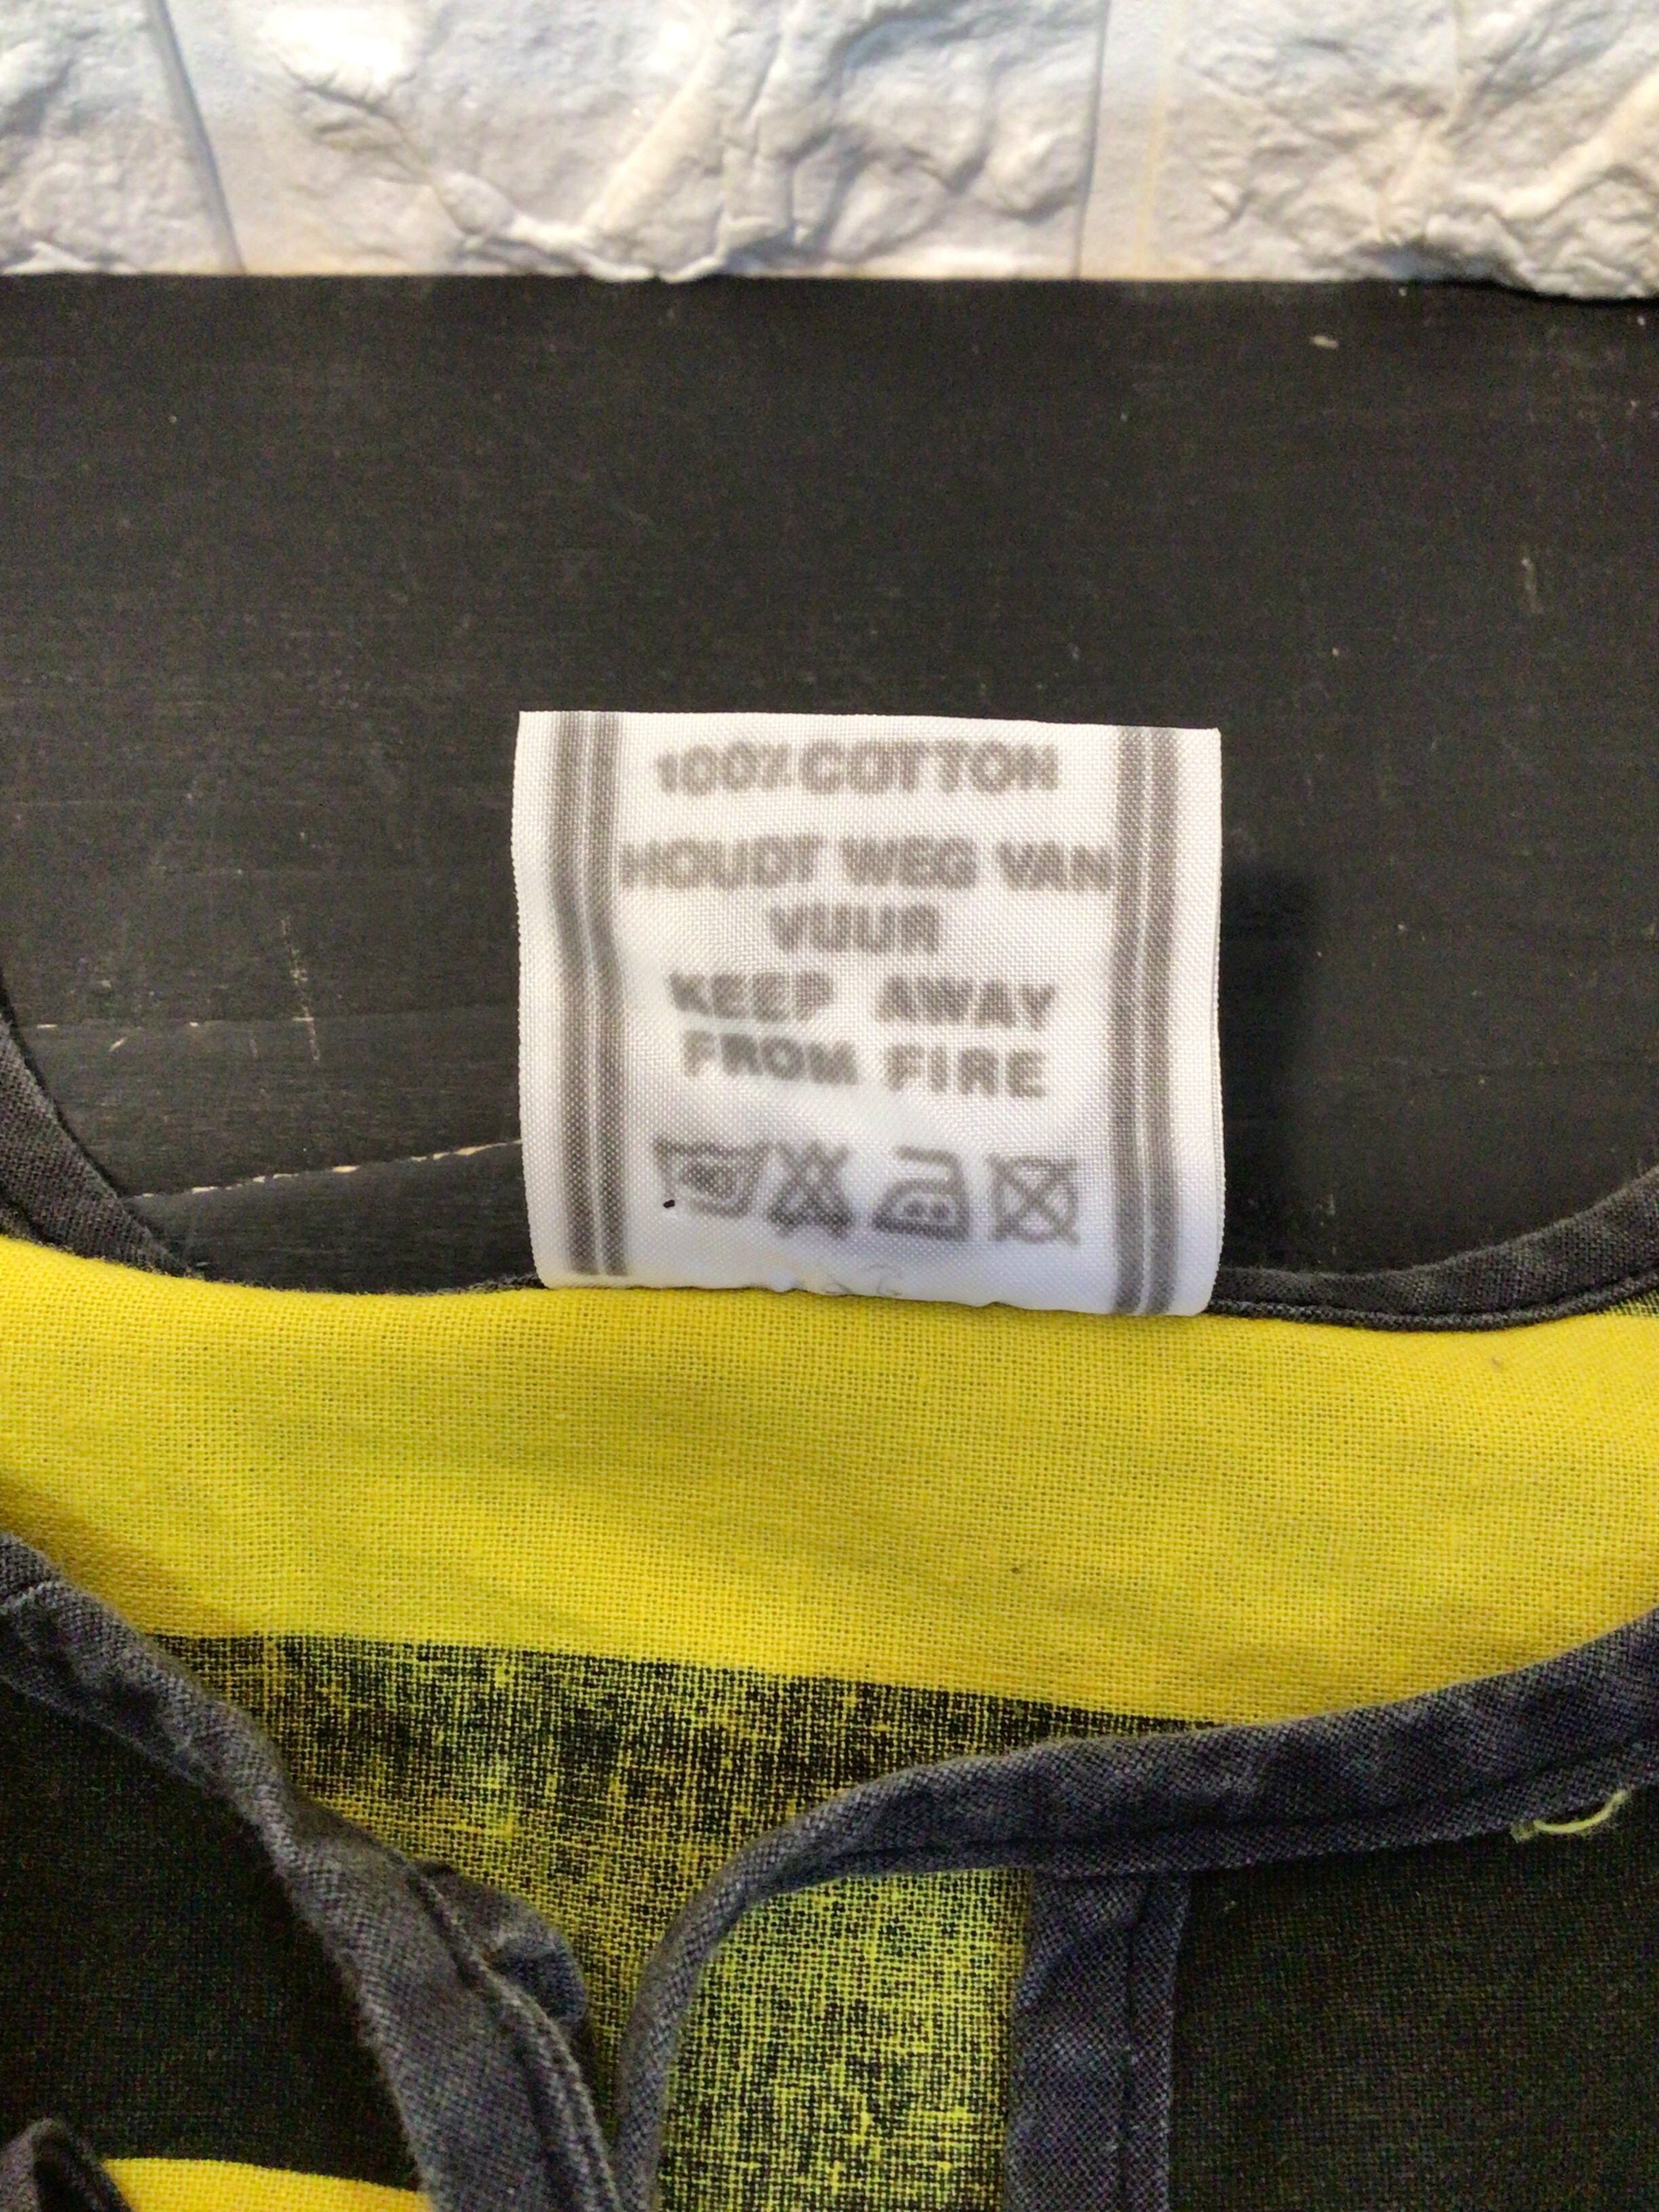 100% COTTON
HOUDT WEG VAN
VUUR
KEEP AWAY
FROM FIRE